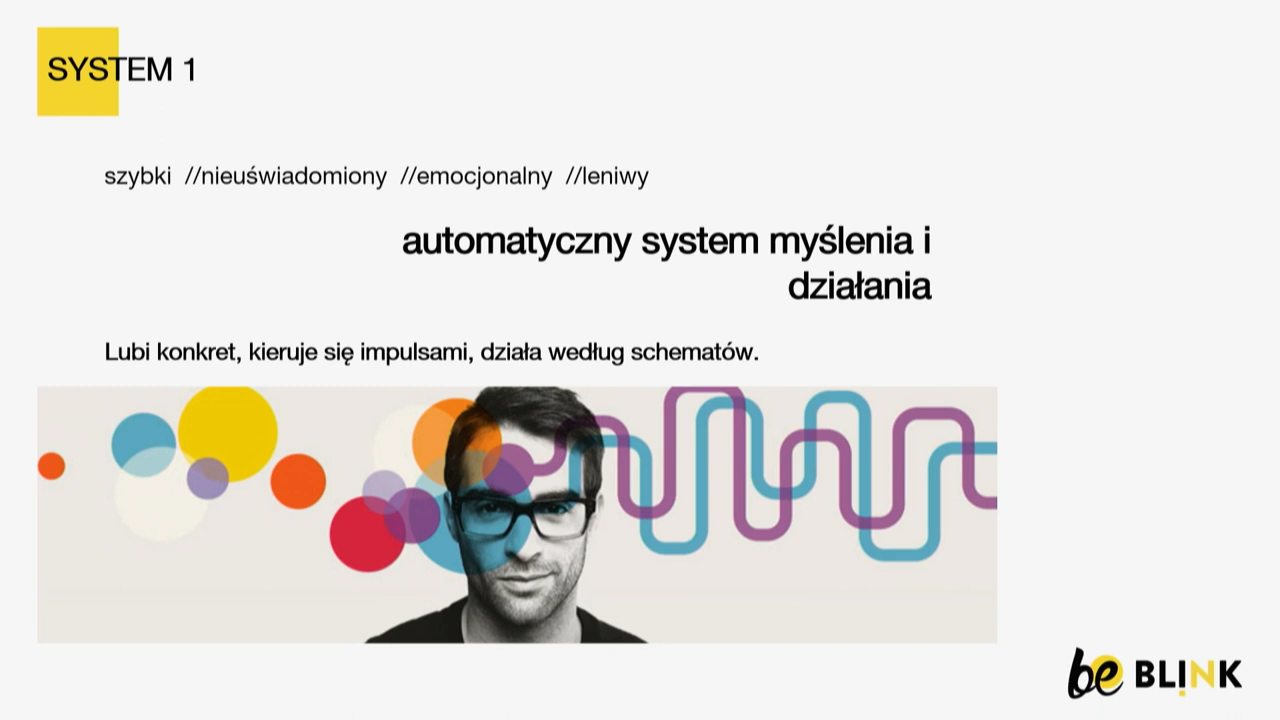 SYSTEM 1
szybki //nieuświadomiony //emocjonalny //leniwy
automatyczny system myślenia i
działania
Lubi konkret, kieruje się impulsami, działa według schematów.
be BLINK